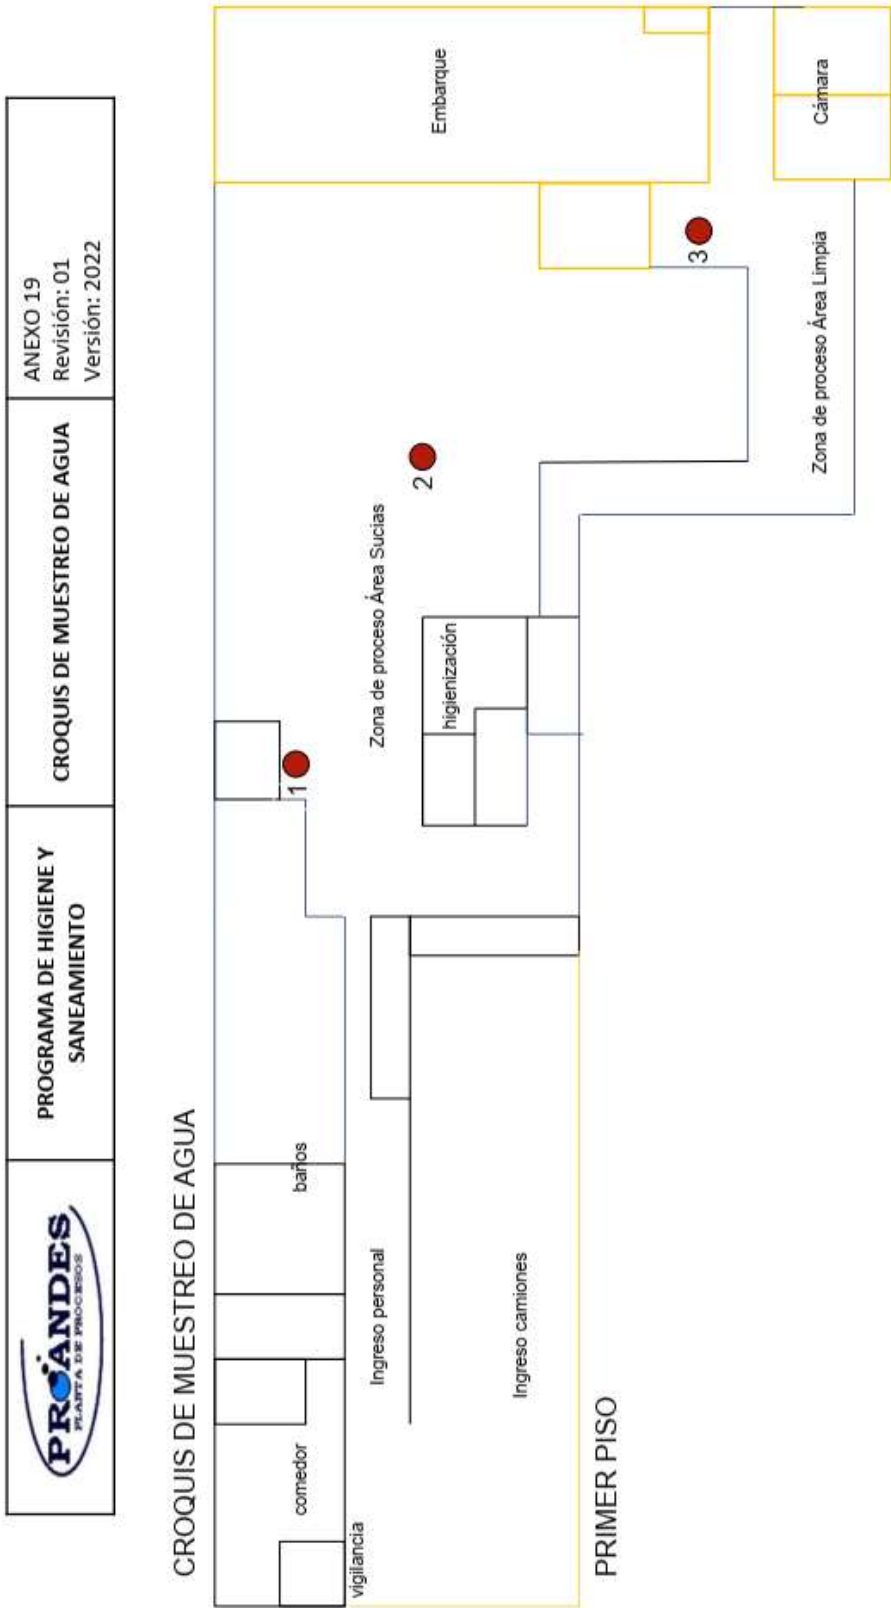 PROANDES
PLANTA DE PROCESOS
PROGRAMA DE HIGIENE Y
SANEAMIENTO
CROQUIS DE MUESTREO DE AGUA
ANEXO 19
Revisión: 01
Versión: 2022
CROQUIS DE MUESTREO DE AGUA
vigilancia
comedor
baños
Ingreso personal
Ingreso camiones
1
Zona de proceso Área Sucias
higienización
2
3
Embarque
Zona de proceso Área Limpia
Cámara
PRIMER PISO